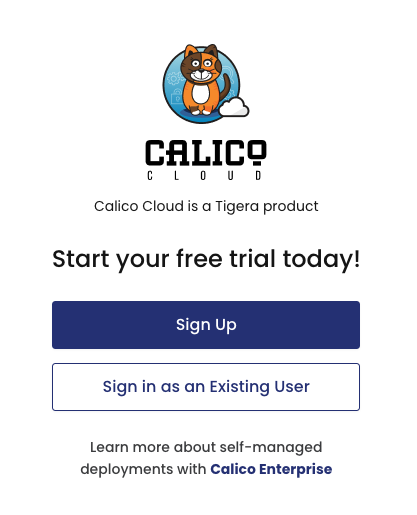 CALICO
CLOUD
Calico Cloud is a Tigera product
Start your free trial today!
Sign Up
Sign in as an Existing User
Learn more about self-managed
deployments with Calico Enterprise